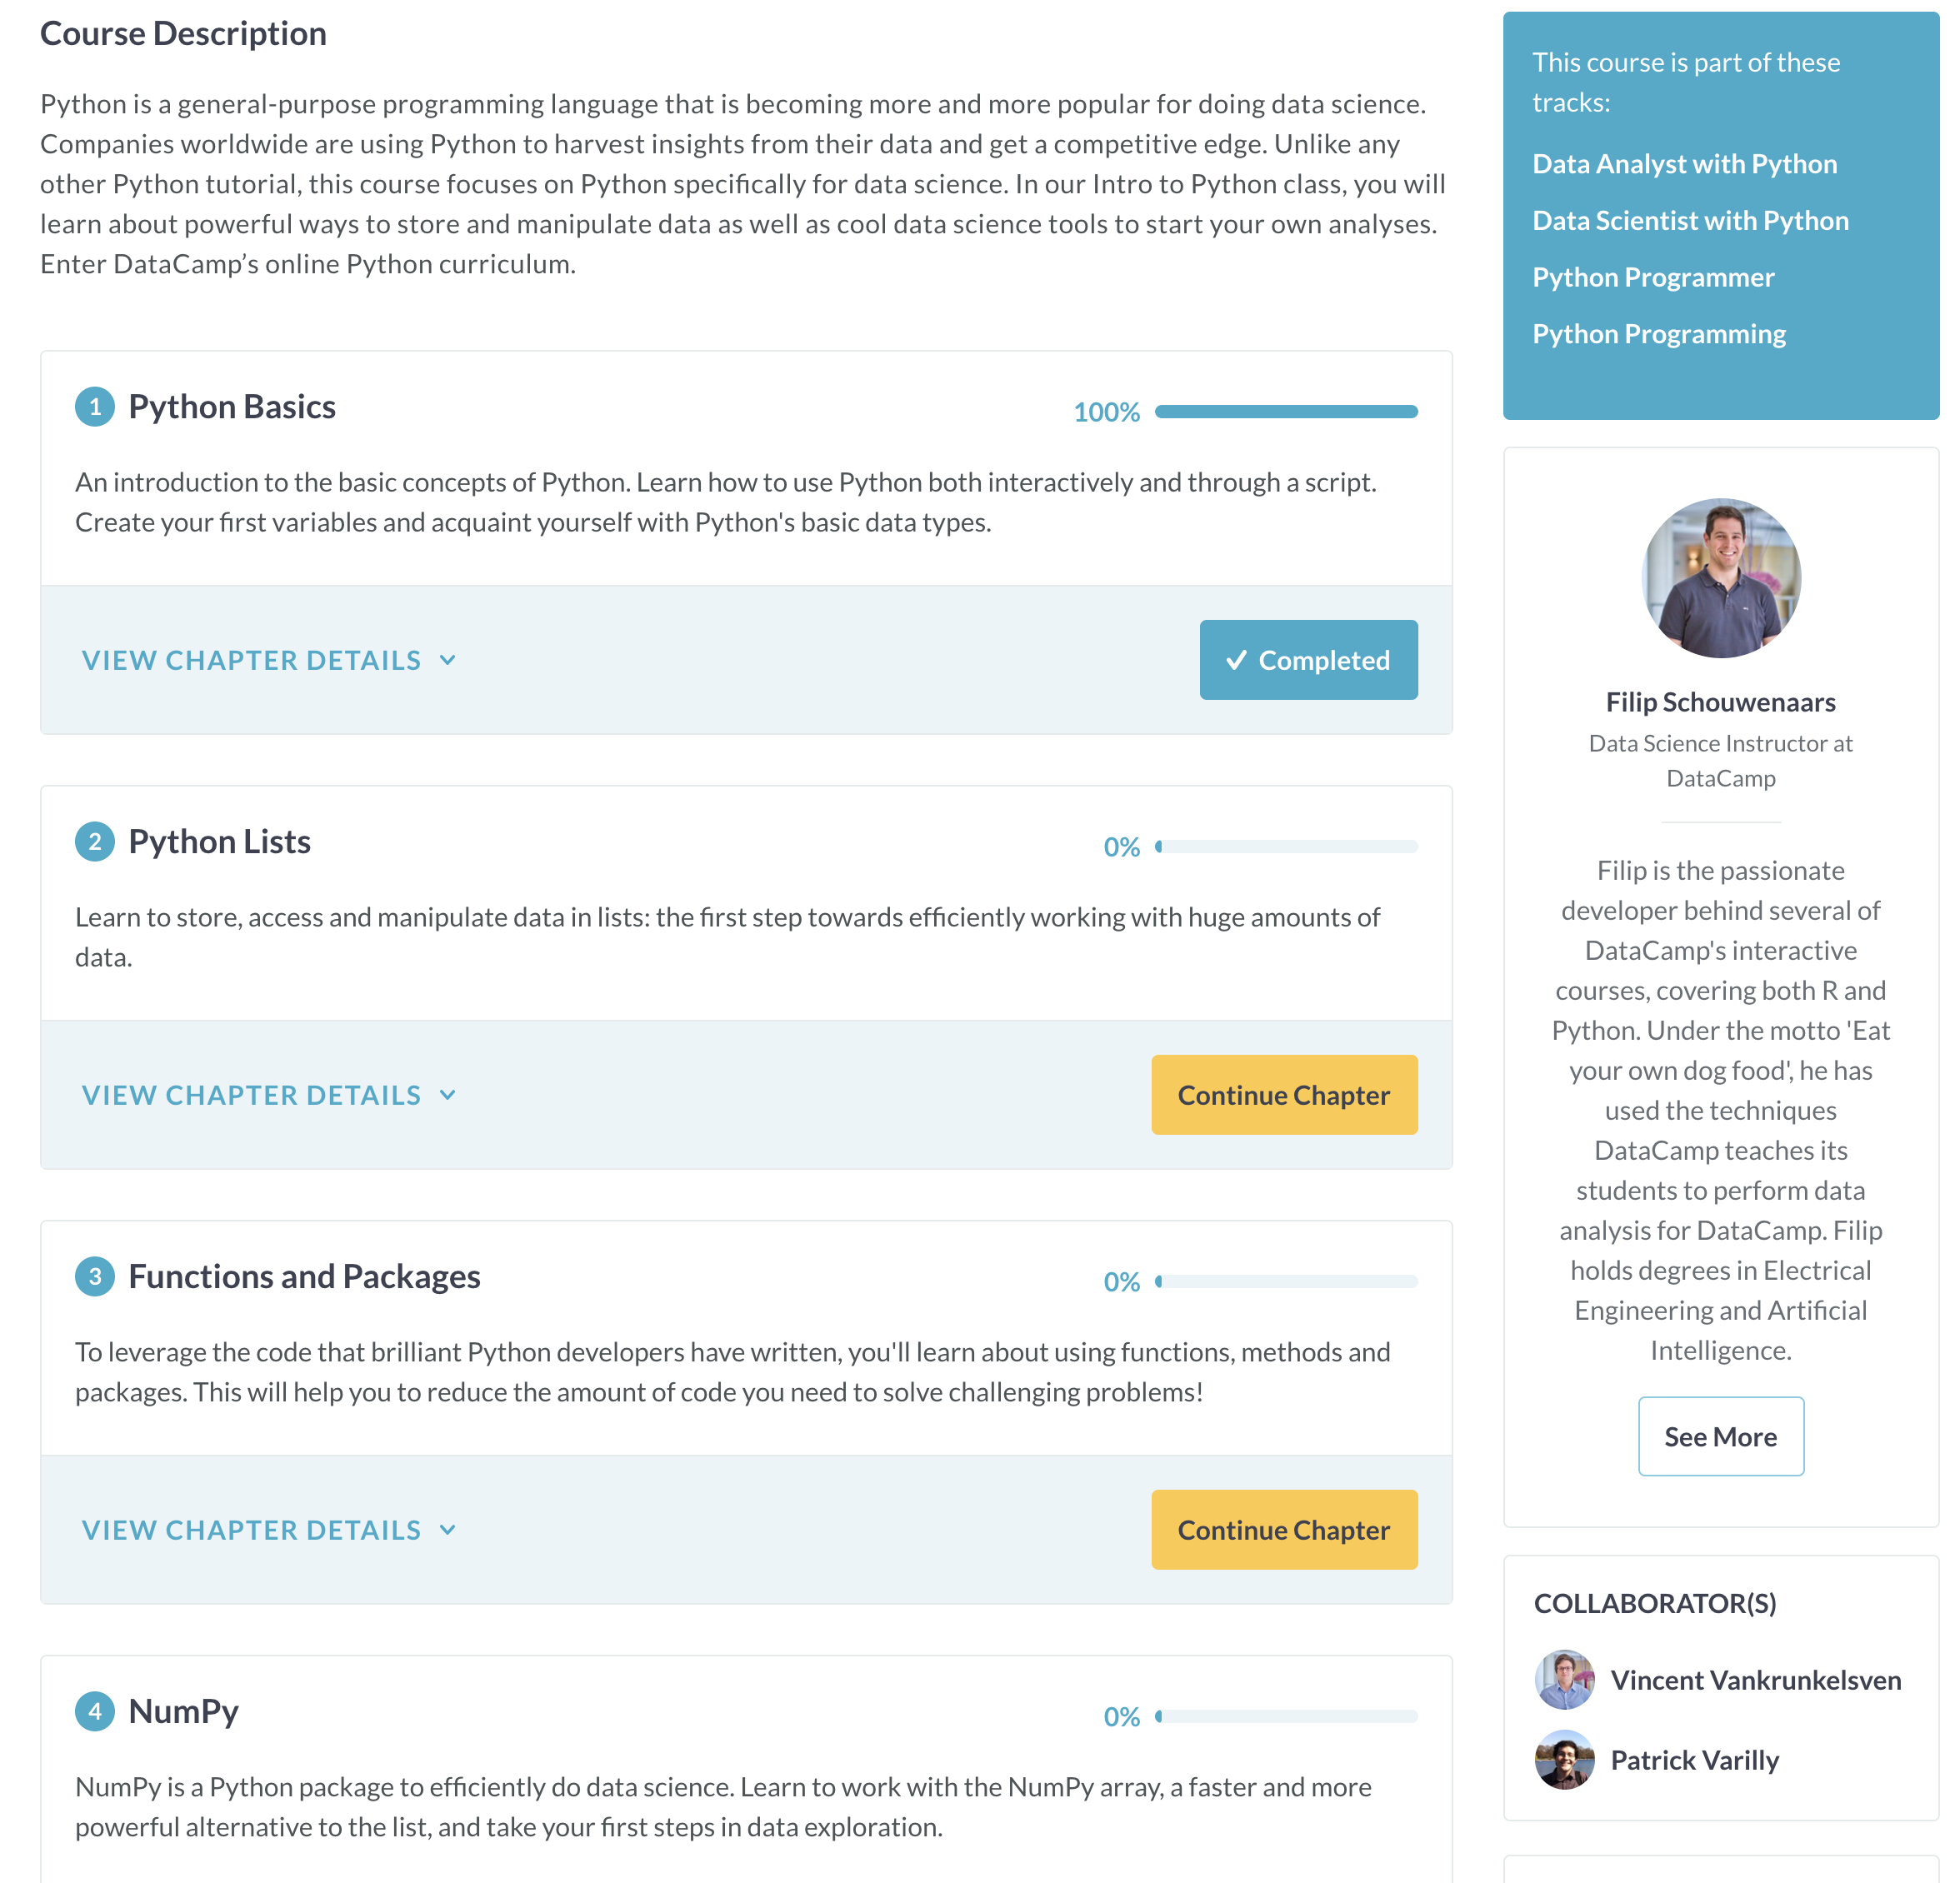 Course Description
Python is a general-purpose programming language that is becoming more and more popular for doing data science.
Companies worldwide are using Python to harvest insights from their data and get a competitive edge. Unlike any
other Python tutorial, this course focuses on Python specifically for data science. In our Intro to Python class, you will
learn about powerful ways to store and manipulate data as well as cool data science tools to start your own analyses.
Enter DataCamp’s online Python curriculum.
1 Python Basics
100%
An introduction to the basic concepts of Python. Learn how to use Python both interactively and through a script.
Create your first variables and acquaint yourself with Python's basic data types.
VIEW CHAPTER DETAILS
Completed
2 Python Lists
0%
Learn to store, access and manipulate data in lists: the first step towards efficiently working with huge amounts of
data.
VIEW CHAPTER DETAILS
Continue Chapter
3 Functions and Packages
0%
To leverage the code that brilliant Python developers have written, you'll learn about using functions, methods and
packages. This will help you to reduce the amount of code you need to solve challenging problems!
VIEW CHAPTER DETAILS
Continue Chapter
4 NumPy
0%
NumPy is a Python package to efficiently do data science. Learn to work with the NumPy array, a faster and more
powerful alternative to the list, and take your first steps in data exploration.
This course is part of these
tracks:
Data Analyst with Python
Data Scientist with Python
Python Programmer
Python Programming
Filip Schouwenaars
Data Science Instructor at
DataCamp
Filip is the passionate
developer behind several of
DataCamp's interactive
courses, covering both R and
Python. Under the motto 'Eat
your own dog food', he has
used the techniques
DataCamp teaches its
students to perform data
analysis for DataCamp. Filip
holds degrees in Electrical
Engineering and Artificial
Intelligence.
See More
COLLABORATOR(S)
Vincent Vankrunkelsven
Patrick Varilly